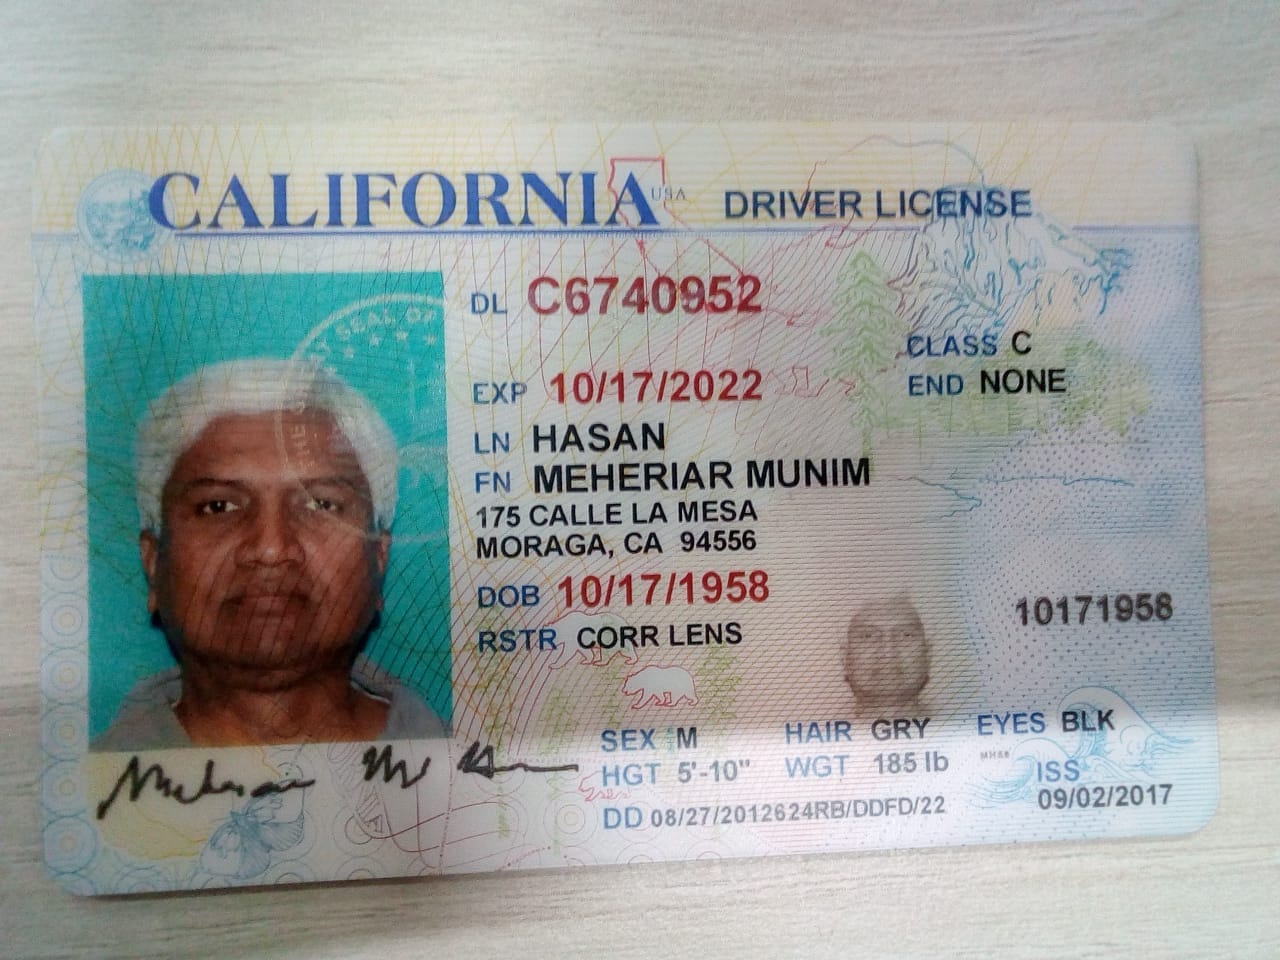 CALIFORNIA USA DRIVER LICENSE
DL C6740952
CLASS C
EXP 10/17/2022
END NONE
LN HASAN
FN MEHERIAR MUNIM
175 CALLE LA MESA
MORAGA, CA 94556
DOB 10/17/1958
10171958
RSTR CORR LENS
SEX M HAIR GRY EYES BLK
HGT 5'-10" WGT 185 lb ISS
DD 08/27/2012624RB/DDFD/22 09/02/2017